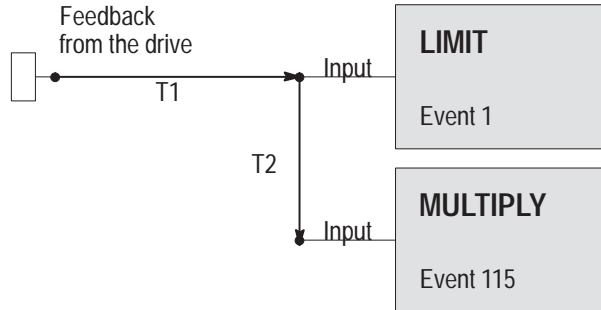 Feedback
from the drive
T1
Input
LIMIT
Event 1
T2
Input
MULTIPLY
Event 115